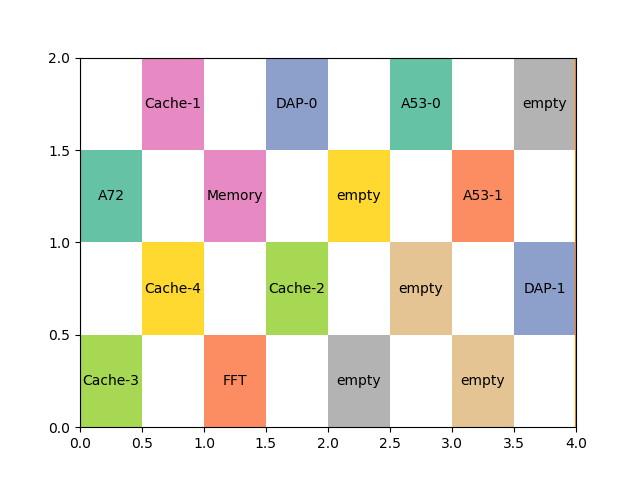 2.0
Cache-1 DAP-0 A53-0 empty
1.5
A72 Memory empty A53-1
1.0
Cache-4 Cache-2 empty DAP-1
0.5
Cache-3 FFT empty empty
0.0
0.0 0.5 1.0 1.5 2.0 2.5 3.0 3.5 4.0